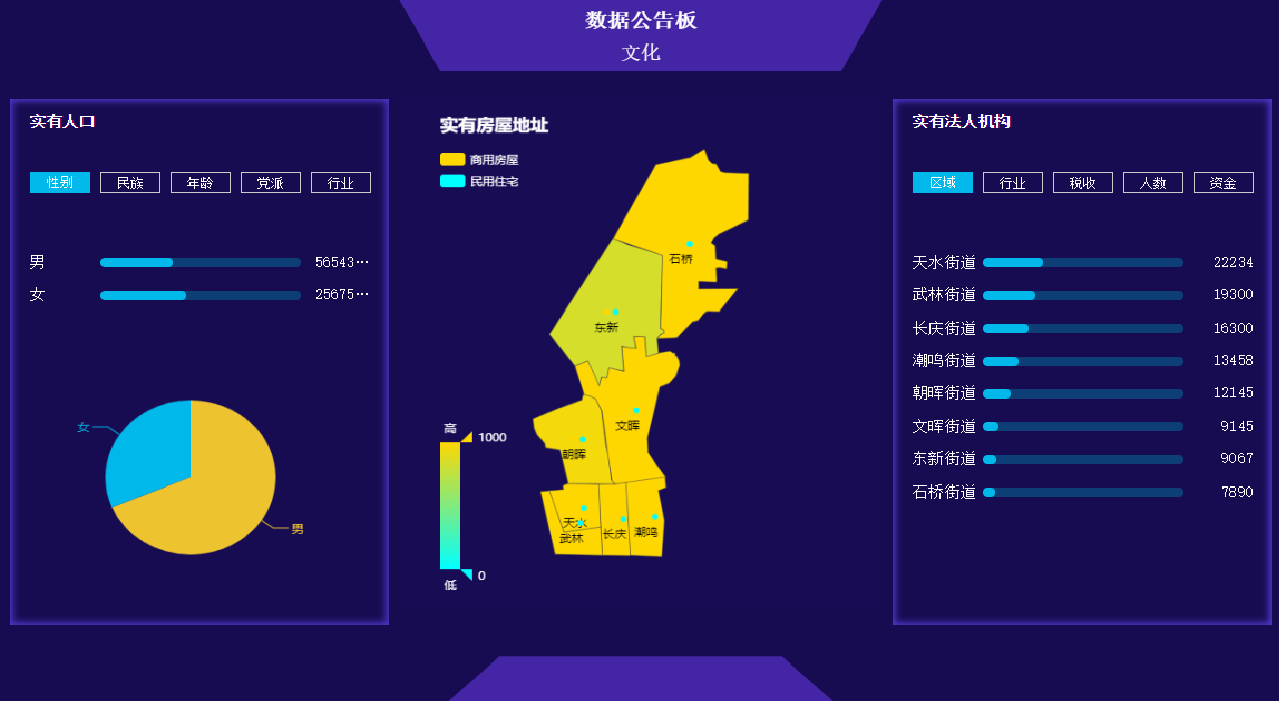 数据公告板
文化
实有人口
性别 民族 年龄 党派 行业
男 56543…
女 25675…
女
男
实有房屋地址
商用房屋
民用住宅
石桥
东新
文晖
朝晖
天水
武林
长庆
潮鸣
高
1000
0
低
实有法人机构
区域 行业 税收 人数 资金
天水街道 22234
武林街道 19300
长庆街道 16300
潮鸣街道 13458
朝晖街道 12145
文晖街道 9145
东新街道 9067
石桥街道 7890